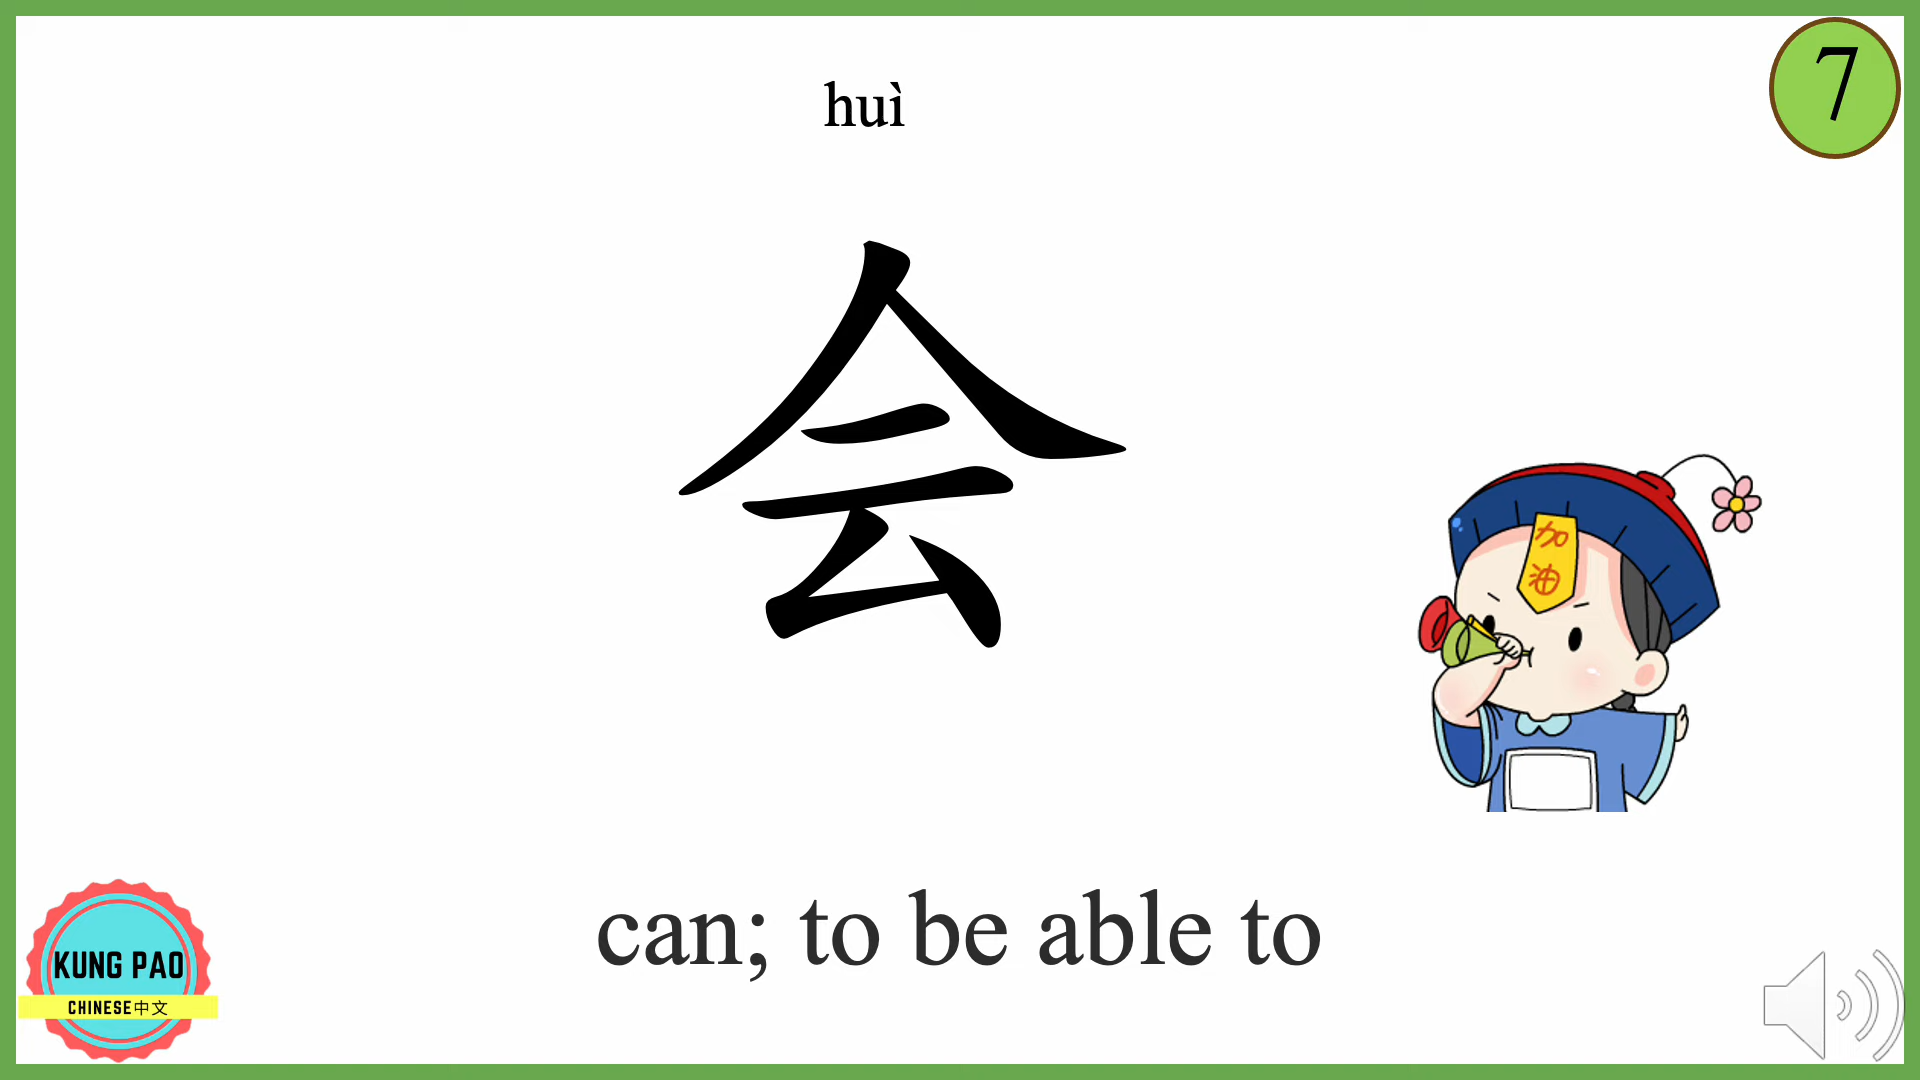 huì
7
会
加
油
can; to be able to
KUNG PAO
CHINESE中文